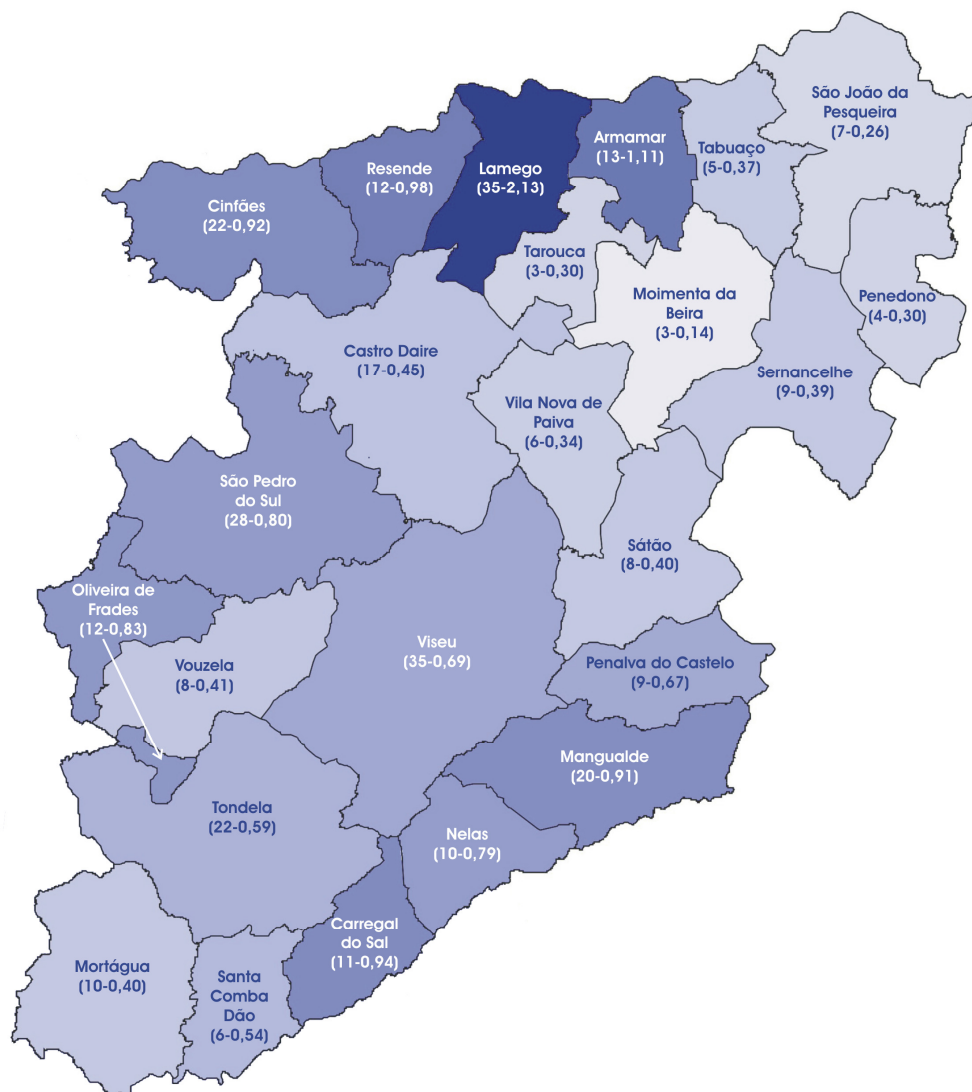 São João da
Pesqueira
(7-0,26)
Armamar
(13-1,11)
Tabuaço
(5-0,37)
Lamego
(35-2,13)
Resende
(12-0,98)
Cinfães
(22-0,92)
Tarouca
(3-0,30)
Moimenta da
Beira
(3-0,14)
Penedono
(4-0,30)
Castro Daire
(17-0,45)
Sernancelhe
(9-0,39)
Vila Nova de
Paiva
(6-0,34)
São Pedro
do Sul
(28-0,80)
Sátão
(8-0,40)
Oliveira de
Frades
(12-0,83)
Viseu
(35-0,69)
Vouzela
(8-0,41)
Penalva do Castelo
(9-0,67)
Mangualde
(20-0,91)
Tondela
(22-0,59)
Nelas
(10-0,79)
Carregal
do Sal
(11-0,94)
Mortágua
(10-0,40)
Santa
Comba
Dão
(6-0,54)